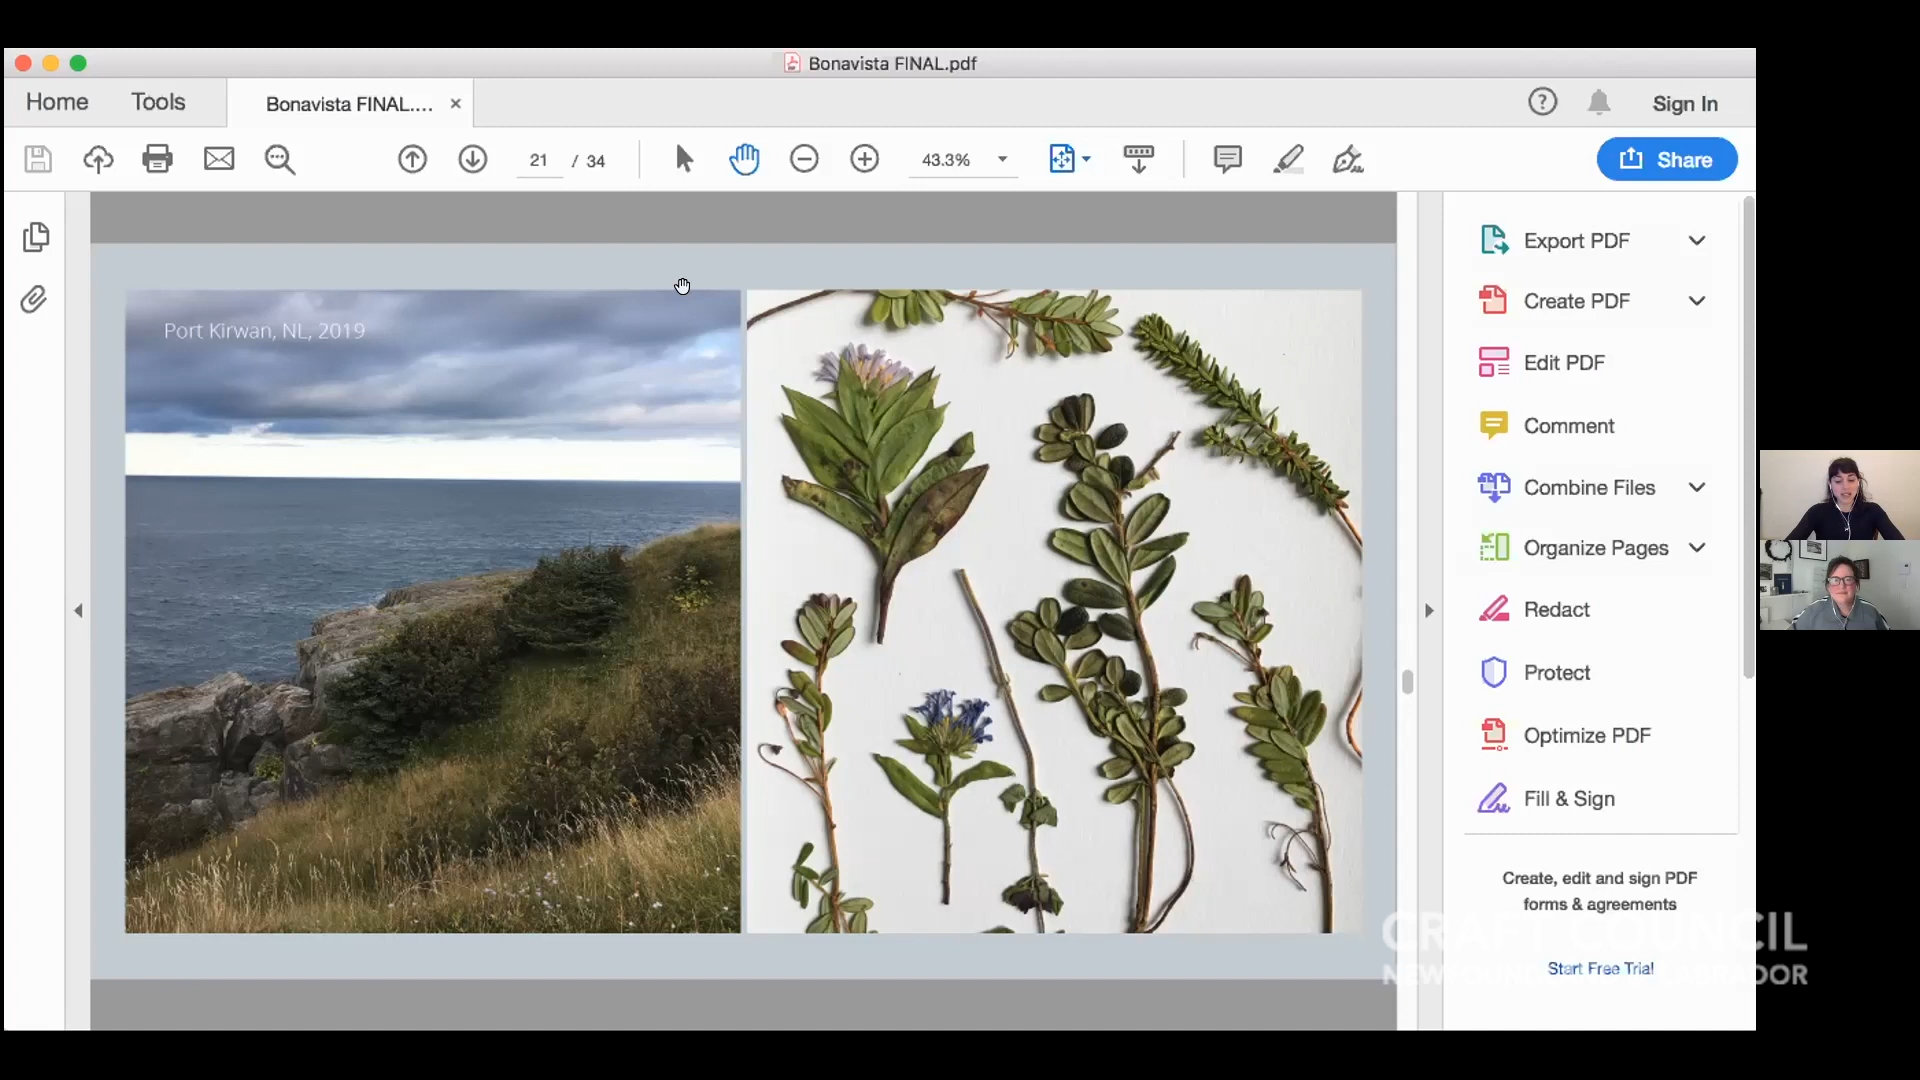 Bonavista FINAL.pdf
Home
Tools
Bonavista FINAL....
Sign In
21 / 34
43.3%
Share
Port Kirwan, NL, 2019
Export PDF
Create PDF
Edit PDF
Comment
Combine Files
Organize Pages
Redact
Protect
Optimize PDF
Fill & Sign
Create, edit and sign PDF
forms & agreements
Start Free Trial
CRAFT COUNCIL